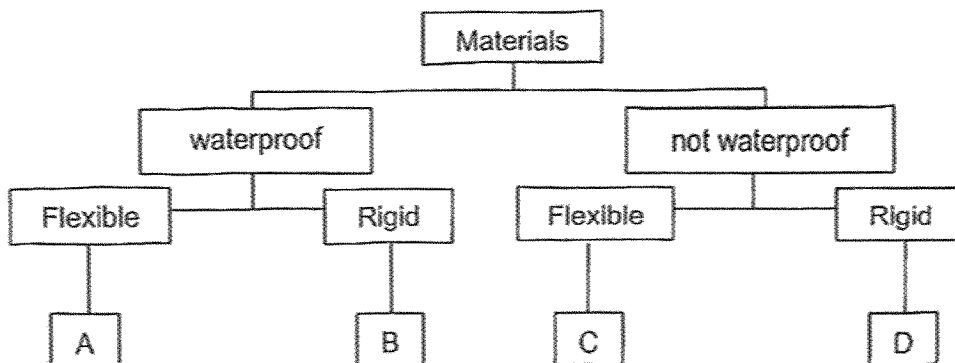 Materials
waterproof
not waterproof
Flexible
Rigid
Flexible
Rigid
A
B
C
D